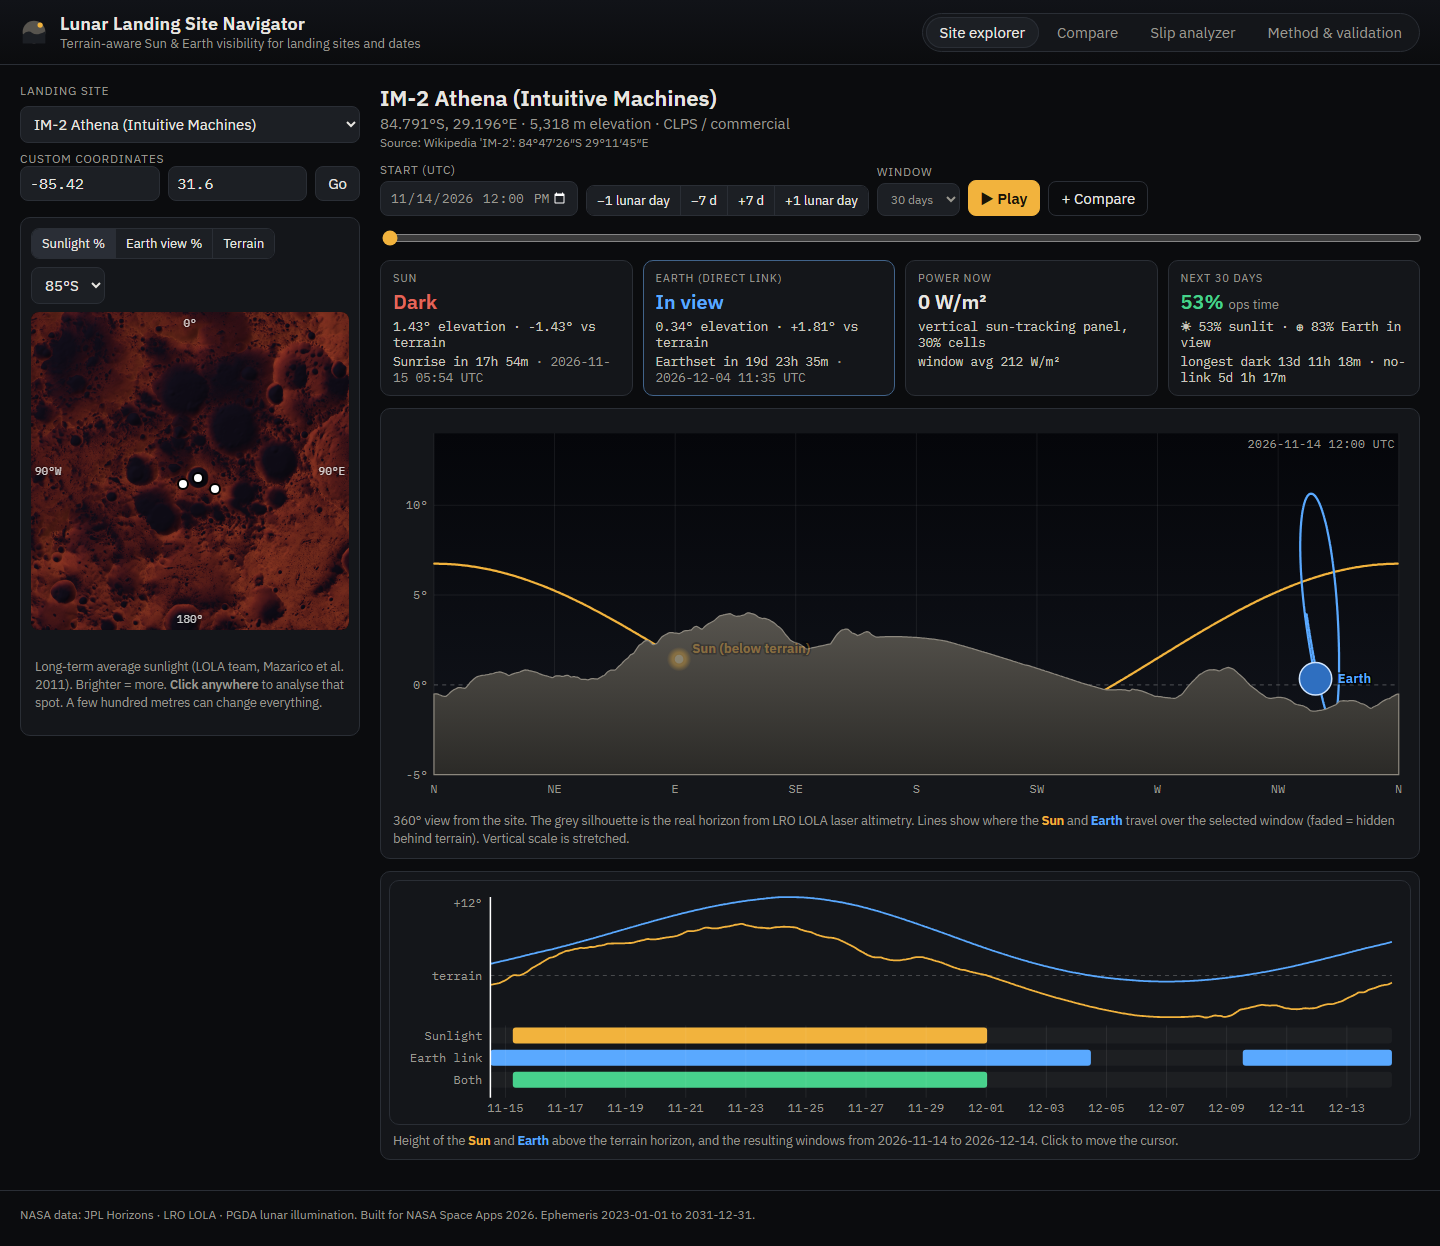 Lunar Landing Site Navigator
Terrain-aware Sun & Earth visibility for landing sites and dates
Site explorer
Compare
Slip analyzer
Method & validation
LANDING SITE
IM-2 Athena (Intuitive Machines)
CUSTOM COORDINATES
-85.42
31.6
Go
Sunlight %
Earth view %
Terrain
85°S
0°
90°W
90°E
180°
Long-term average sunlight (LOLA team, Mazarico et al.
2011). Brighter = more. Click anywhere to analyse that
spot. A few hundred metres can change everything.
IM-2 Athena (Intuitive Machines)
84.791°S, 29.196°E · 5,318 m elevation · CLPS / commercial
Source: Wikipedia 'IM-2': 84°47′26″S 29°11′45″E
START (UTC)
11/14/2026 12:00 PM
−1 lunar day
−7 d
+7 d
+1 lunar day
WINDOW
30 days
▶ Play
+ Compare
SUN
Dark
1.43° elevation · -1.43° vs
terrain
Sunrise in 17h 54m · 2026-11-
15 05:54 UTC
EARTH (DIRECT LINK)
In view
0.34° elevation · +1.81° vs
terrain
Earthset in 19d 23h 35m ·
2026-12-04 11:35 UTC
POWER NOW
0 W/m²
vertical sun-tracking panel,
30% cells
window avg 212 W/m²
NEXT 30 DAYS
53% ops time
☀ 53% sunlit · ⊕ 83% Earth in
view
longest dark 13d 11h 18m · no-
link 5d 1h 17m
2026-11-14 12:00 UTC
10°
5°
0°
-5°
Sun (below terrain)
Earth
N
NE
E
SE
S
SW
W
NW
N
360° view from the site. The grey silhouette is the real horizon from LRO LOLA laser altimetry. Lines show where the Sun and Earth travel over the selected window (faded = hidden
behind terrain). Vertical scale is stretched.
+12°
terrain
Sunlight
Earth link
Both
11-15
11-17
11-19
11-21
11-23
11-25
11-27
11-29
12-01
12-03
12-05
12-07
12-09
12-11
12-13
Height of the Sun and Earth above the terrain horizon, and the resulting windows from 2026-11-14 to 2026-12-14. Click to move the cursor.
NASA data: JPL Horizons · LRO LOLA · PGDA lunar illumination. Built for NASA Space Apps 2026. Ephemeris 2023-01-01 to 2031-12-31.